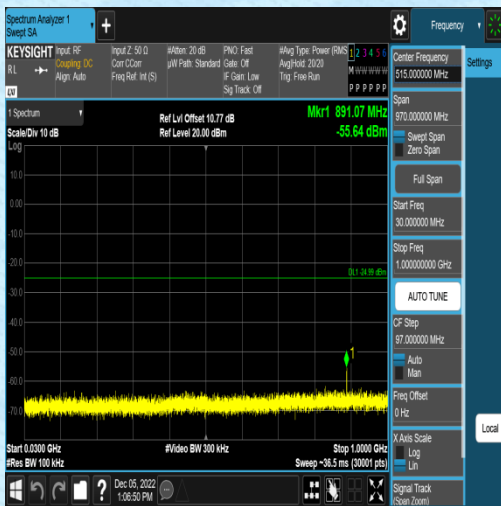 Spectrum Analyzer 1
Swept SA
Frequency
KEYSIGHT
Input: RF
Coupling: DC
Align: Auto
Input Z: 50 Ω
Corr CCorr
Freq Ref: Int (S)
#Atten: 20 dB
µW Path: Standard
PNO: Fast
Gate: Off
IF Gain: Low
Sig Track: Off
#Avg Type: Power (RMS
Avg|Hold: 20/20
Trig: Free Run
1 2 3 4 5 6
M W W W W W
P P P P P P
RL
LXI
1 Spectrum
Scale/Div 10 dB
Ref Lvl Offset 10.77 dB
Ref Level 20.00 dBm
Mkr1 891.07 MHz
-55.64 dBm
Log
10.0
0.00
-10.0
-20.0
DL1 -24.99 dBm
-30.0
-40.0
-50.0
1
-60.0
-70.0
Start 0.0300 GHz
#Res BW 100 kHz
#Video BW 300 kHz
Stop 1.0000 GHz
Sweep ~36.5 ms (30001 pts)
Dec 05, 2022
1:06:50 PM
Center Frequency
515.000000 MHz
Settings
Span
970.000000 MHz
Swept Span
Zero Span
Full Span
Start Freq
30.000000 MHz
Stop Freq
1.000000000 GHz
AUTO TUNE
CF Step
97.000000 MHz
Auto
Man
Freq Offset
0 Hz
X Axis Scale
Log
Lin
Local
Signal Track
(Span Zoom)